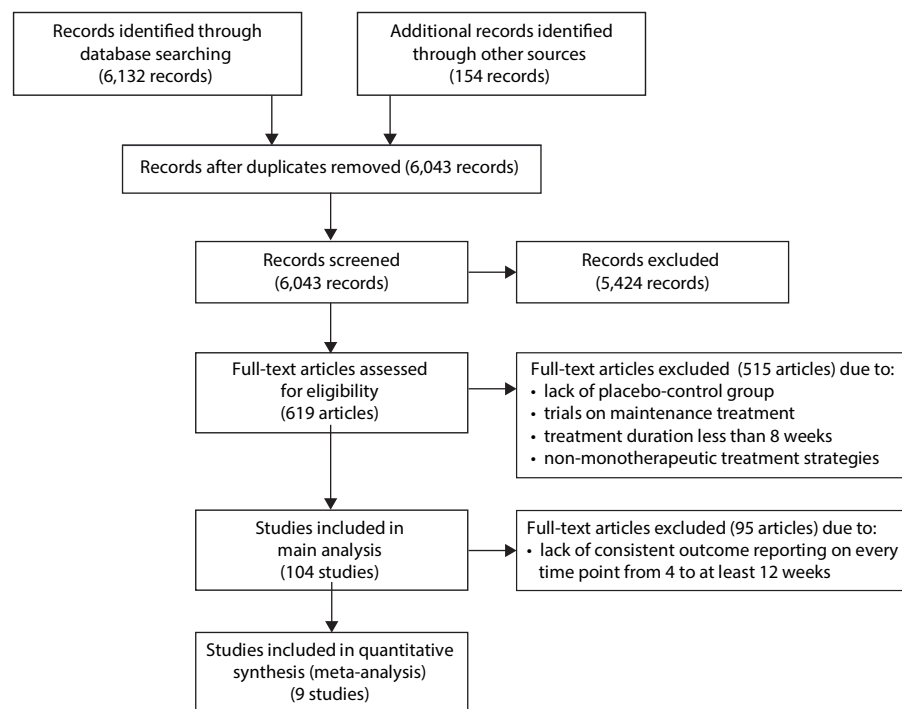 Records identified through
database searching
(6,132 records)
Additional records identified
through other sources
(154 records)
Records after duplicates removed (6,043 records)
Records screened
(6,043 records)
Records excluded
(5,424 records)
Full-text articles assessed
for eligibility
(619 articles)
Full-text articles excluded (515 articles) due to:
• lack of placebo-control group
• trials on maintenance treatment
• treatment duration less than 8 weeks
• non-monotherapeutic treatment strategies
Studies included in
main analysis
(104 studies)
Full-text articles excluded (95 articles) due to:
• lack of consistent outcome reporting on every
time point from 4 to at least 12 weeks
Studies included in quantitative
synthesis (meta-analysis)
(9 studies)